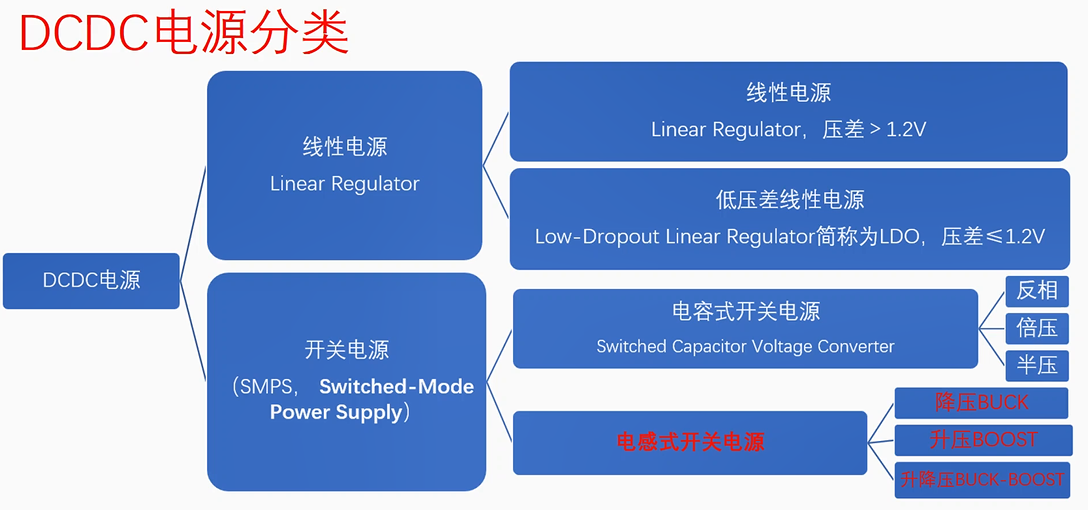 DCDC电源分类
DCDC电源
线性电源
Linear Regulator
线性电源
Linear Regulator，压差＞1.2V
低压差线性电源
Low-Dropout Linear Regulator简称为LDO，压差≤1.2V
开关电源
（SMPS， Switched-Mode
Power Supply）
电容式开关电源
Switched Capacitor Voltage Converter
反相
倍压
半压
电感式开关电源
降压BUCK
升压BOOST
升降压BUCK-BOOST